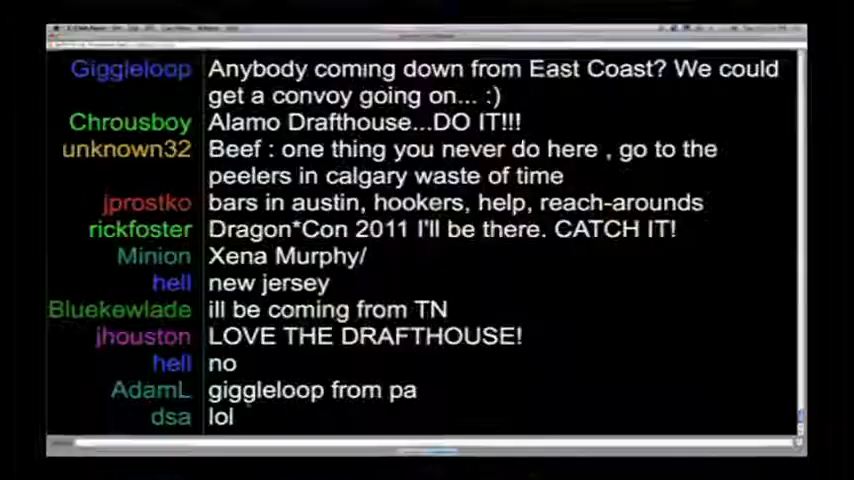 Giggleloop Anybody coming down from East Coast? We could
get a convoy going on... :)
Chrousboy Alamo Drafthouse...DO IT!!!
unknown32 Beef : one thing you never do here , go to the
peelers in calgary waste of time
jprostko bars in austin, hookers, help, reach-arounds
rickfoster Dragon*Con 2011 I'll be there. CATCH IT!
Minion Xena Murphy/
hell new jersey
Bluekewlade ill be coming from TN
jhouston LOVE THE DRAFTHOUSE!
hell no
AdamL giggleloop from pa
dsa lol